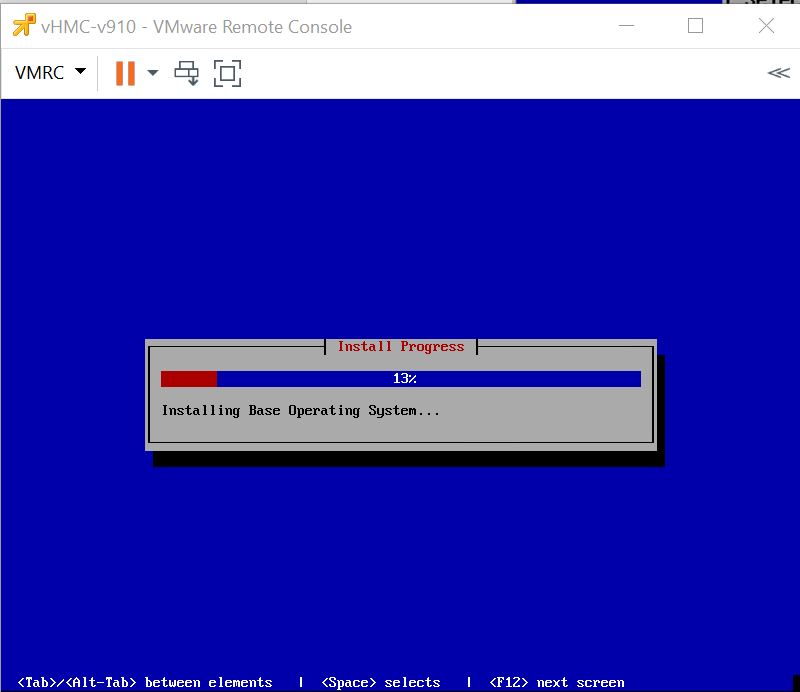 vHMC-v910 - VMware Remote Console
VMRC
Install Progress
13%
Installing Base Operating System...
<Tab>/<Alt-Tab> between elements | <Space> selects | <F12> next screen